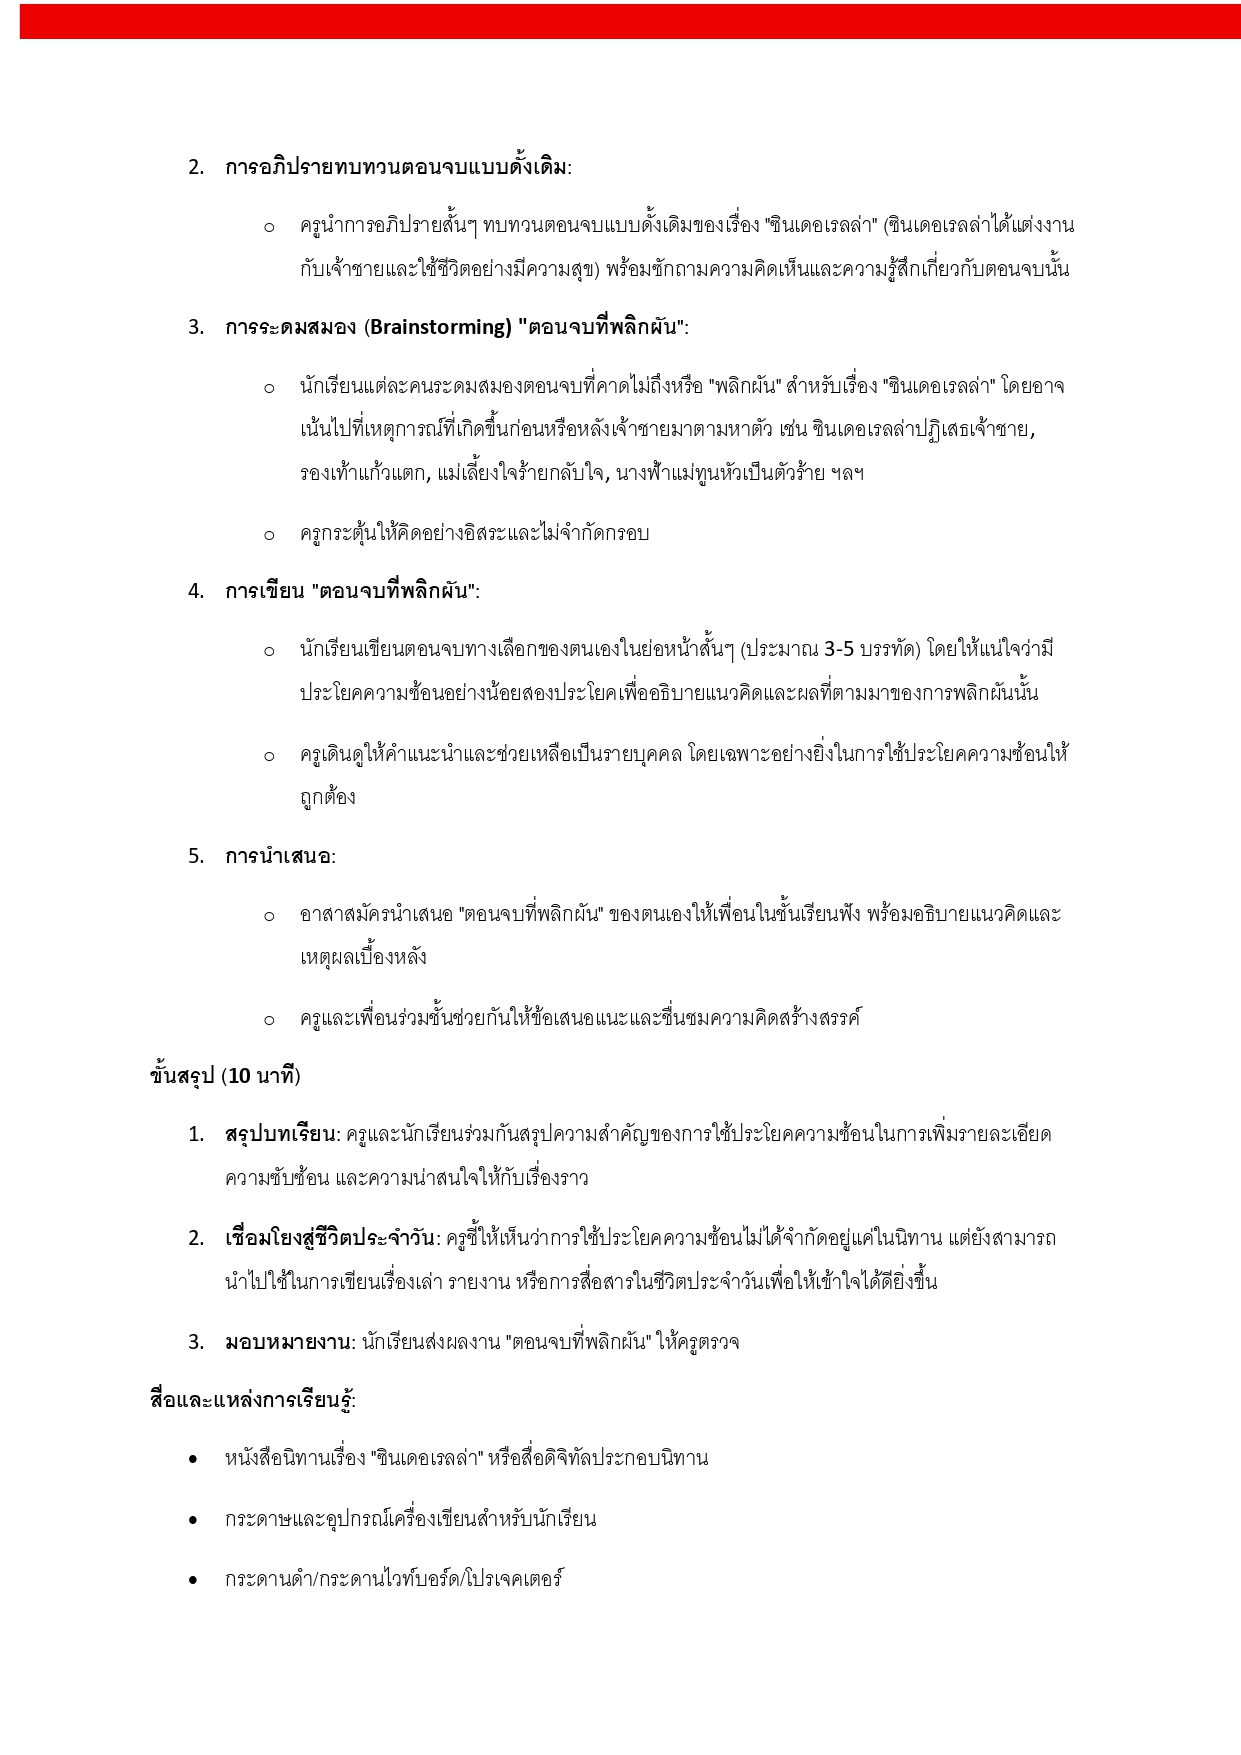 2. การอภิปรายทบทวนตอนจบแบบดั้งเดิม:
o ครูนำการอภิปรายสั้นๆ ทบทวนตอนจบแบบดั้งเดิมของเรื่อง "ซินเดอเรลล่า" (ซินเดอเรลล่าได้แต่งงาน
กับเจ้าชายและใช้ชีวิตอย่างมีความสุข) พร้อมซักถามความคิดเห็นและความรู้สึกเกี่ยวกับตอนจบนั้น
3. การระดมสมอง (Brainstorming) "ตอนจบที่พลิกผัน":
o นักเรียนแต่ละคนระดมสมองตอนจบที่คาดไม่ถึงหรือ "พลิกผัน" สำหรับเรื่อง "ซินเดอเรลล่า" โดยอาจ
เน้นไปที่เหตุการณ์ที่เกิดขึ้นก่อนหรือหลังเจ้าชายมาตามหาตัว เช่น ซินเดอเรลล่าปฏิเสธเจ้าชาย,
รองเท้าแก้วแตก, แม่เลี้ยงใจร้ายกลับใจ, นางฟ้าแม่ทูนหัวเป็นตัวร้าย ฯลฯ
o ครูกระตุ้นให้คิดอย่างอิสระและไม่จำกัดกรอบ
4. การเขียน "ตอนจบที่พลิกผัน":
o นักเรียนเขียนตอนจบทางเลือกของตนเองในย่อหน้าสั้นๆ (ประมาณ 3-5 บรรทัด) โดยให้แน่ใจว่ามี
ประโยคความซ้อนอย่างน้อยสองประโยคเพื่ออธิบายแนวคิดและผลที่ตามมาของการพลิกผันนั้น
o ครูเดินดูให้คำแนะนำและช่วยเหลือเป็นรายบุคคล โดยเฉพาะอย่างยิ่งในการใช้ประโยคความซ้อนให้
ถูกต้อง
5. การนำเสนอ:
o อาสาสมัครนำเสนอ "ตอนจบที่พลิกผัน" ของตนเองให้เพื่อนในชั้นเรียนฟัง พร้อมอธิบายแนวคิดและ
เหตุผลเบื้องหลัง
o ครูและเพื่อนร่วมชั้นช่วยกันให้ข้อเสนอแนะและชื่นชมความคิดสร้างสรรค์
ขั้นสรุป (10 นาที)
1. สรุปบทเรียน: ครูและนักเรียนร่วมกันสรุปความสำคัญของการใช้ประโยคความซ้อนในการเพิ่มรายละเอียด
ความซับซ้อน และความน่าสนใจให้กับเรื่องราว
2. เชื่อมโยงสู่ชีวิตประจำวัน: ครูชี้ให้เห็นว่าการใช้ประโยคความซ้อนไม่ได้จำกัดอยู่แค่ในนิทาน แต่ยังสามารถ
นำไปใช้ในการเขียนเรื่องเล่า รายงาน หรือการสื่อสารในชีวิตประจำวันเพื่อให้เข้าใจได้ดียิ่งขึ้น
3. มอบหมายงาน: นักเรียนส่งผลงาน "ตอนจบที่พลิกผัน" ให้ครูตรวจ
สื่อและแหล่งการเรียนรู้:
• หนังสือนิทานเรื่อง "ซินเดอเรลล่า" หรือสื่อดิจิทัลประกอบนิทาน
• กระดาษและอุปกรณ์เครื่องเขียนสำหรับนักเรียน
• กระดานดำ/กระดานไวท์บอร์ด/โปรเจคเตอร์